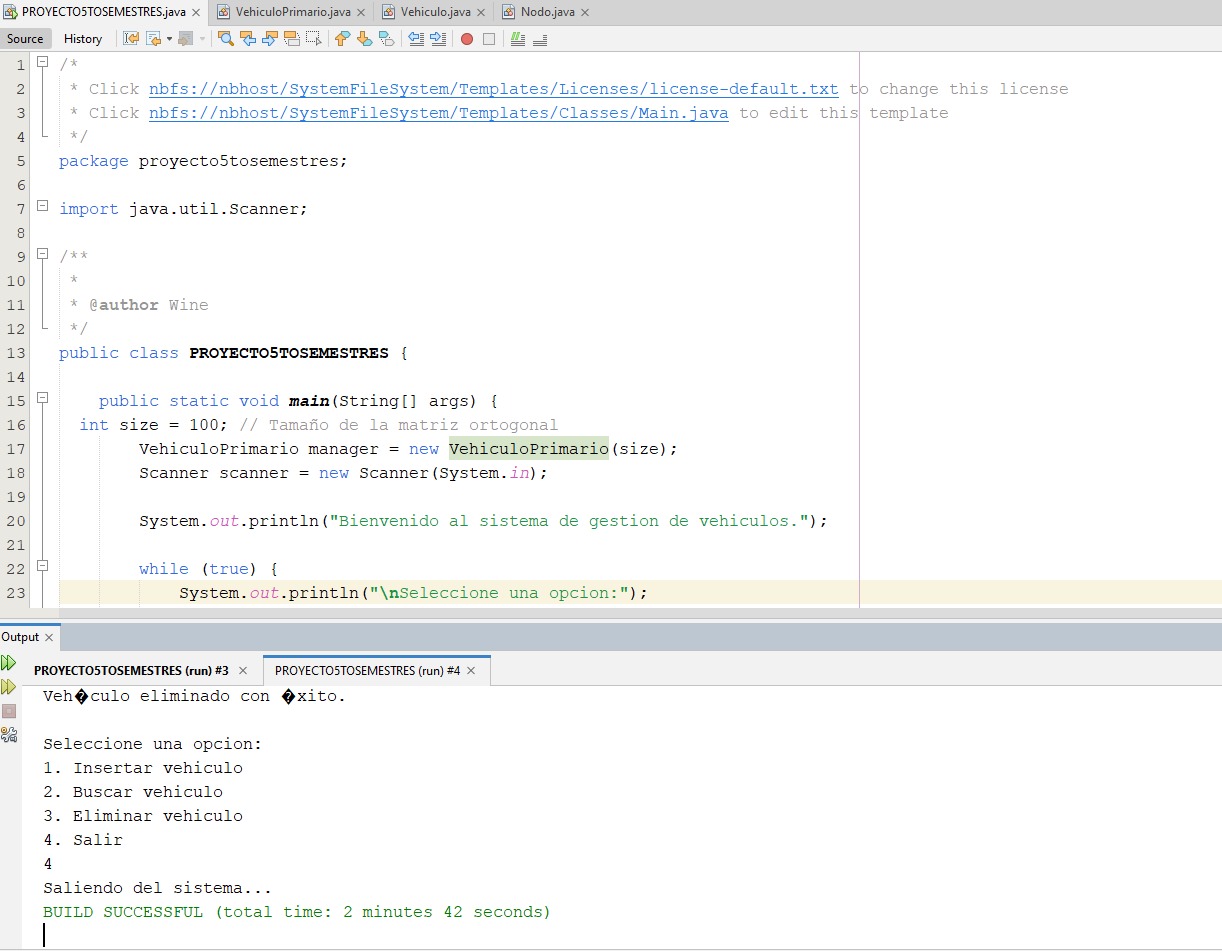 PROYECTO5TOSEMESTRES.java VehiculoPrimario.java Vehiculo.java Nodo.java
Source History
1 /*
2 * Click nbfs://nbhost/SystemFileSystem/Templates/Licenses/license-default.txt to change this license
3 * Click nbfs://nbhost/SystemFileSystem/Templates/Classes/Main.java to edit this template
4 */
5 package proyecto5tosemestres;
6
7 import java.util.Scanner;
8
9 /**
10 *
11 * @author Wine
12 */
13 public class PROYECTO5TOSEMESTRES {
14
15 public static void main(String[] args) {
16 int size = 100; // Tamaño de la matriz ortogonal
17 VehiculoPrimario manager = new VehiculoPrimario(size);
18 Scanner scanner = new Scanner(System.in);
19
20 System.out.println("Bienvenido al sistema de gestion de vehiculos.");
21
22 while (true) {
23 System.out.println("\nSeleccione una opcion:");
Output
PROYECTO5TOSEMESTRES (run) #3 PROYECTO5TOSEMESTRES (run) #4
Veh�culo eliminado con �xito.
Seleccione una opcion:
1. Insertar vehiculo
2. Buscar vehiculo
3. Eliminar vehiculo
4. Salir
4
Saliendo del sistema...
BUILD SUCCESSFUL (total time: 2 minutes 42 seconds)